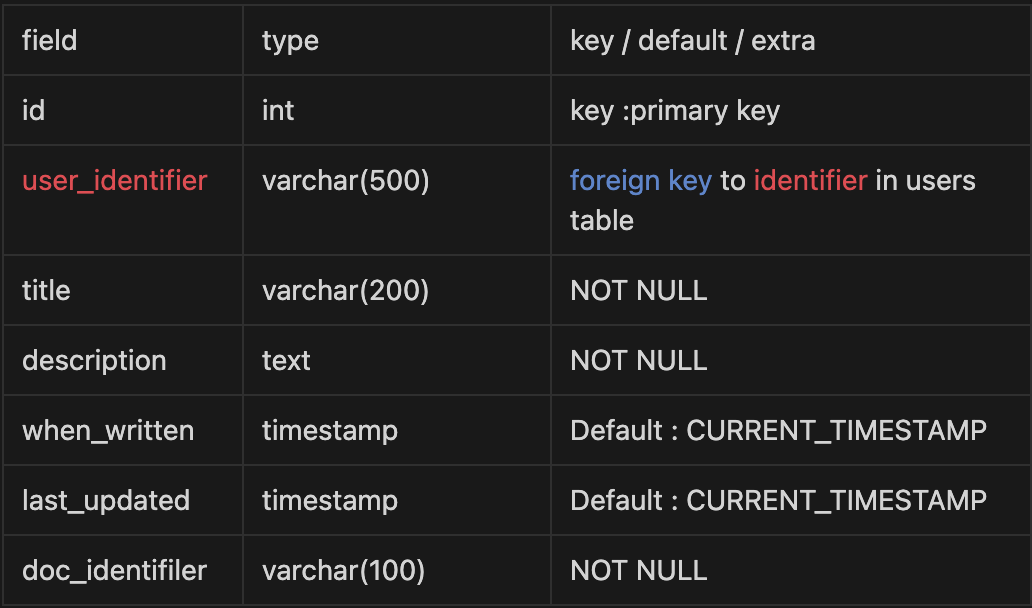 field type key / default / extra
id int key :primary key
user_identifier varchar(500) foreign key to identifier in users
table
title varchar(200) NOT NULL
description text NOT NULL
when_written timestamp Default : CURRENT_TIMESTAMP
last_updated timestamp Default : CURRENT_TIMESTAMP
doc_identifiler varchar(100) NOT NULL